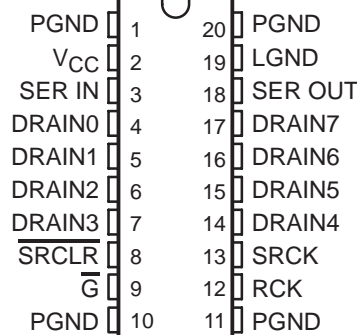 PGND 1 20 PGND
VCC 2 19 LGND
SER IN 3 18 SER OUT
DRAIN0 4 17 DRAIN7
DRAIN1 5 16 DRAIN6
DRAIN2 6 15 DRAIN5
DRAIN3 7 14 DRAIN4
S̅R̅C̅L̅R̅ 8 13 SRCK
G̅ 9 12 RCK
PGND 10 11 PGND